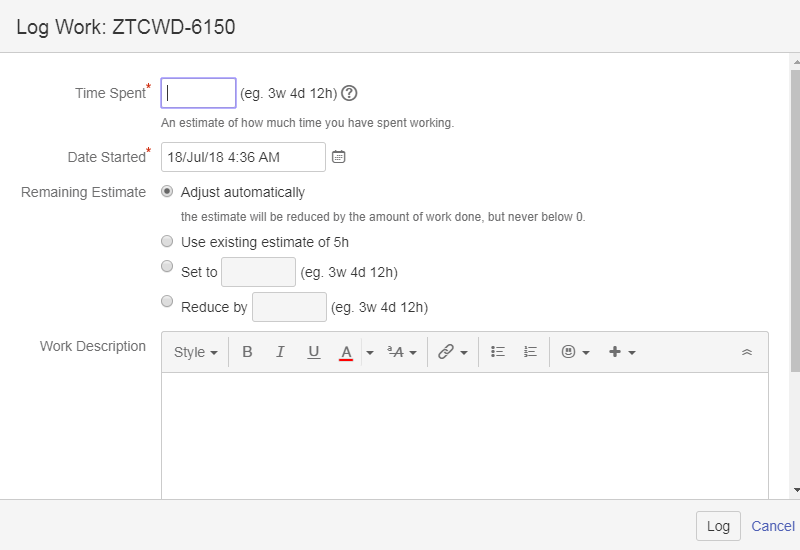 Log Work: ZTCWD-6150
Time Spent* (eg. 3w 4d 12h)
An estimate of how much time you have spent working.
Date Started* 18/Jul/18 4:36 AM
Remaining Estimate Adjust automatically
the estimate will be reduced by the amount of work done, but never below 0.
Use existing estimate of 5h
Set to (eg. 3w 4d 12h)
Reduce by (eg. 3w 4d 12h)
Work Description Style B I U A ªA
Log Cancel